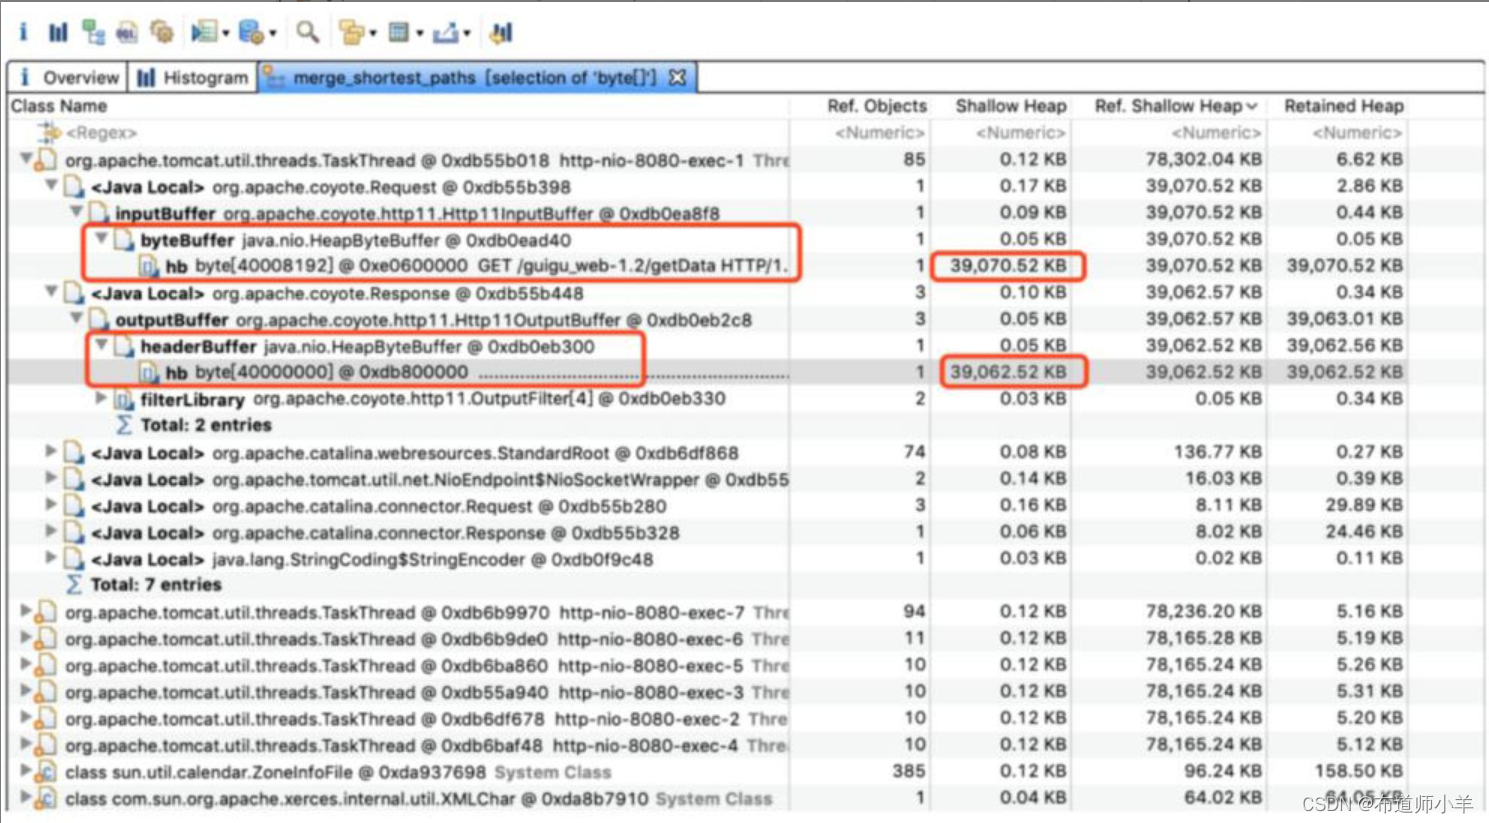 i Overview Histogram merge_shortest_paths [selection of 'byte[]']
Class Name Ref. Objects Shallow Heap Ref. Shallow Heap Retained Heap
<Regex> <Numeric> <Numeric> <Numeric> <Numeric>
org.apache.tomcat.util.threads.TaskThread @ 0xdb55b018 http-nio-8080-exec-1 Thre 85 0.12 KB 78,302.04 KB 6.62 KB
<Java Local> org.apache.coyote.Request @ 0xdb55b398 1 0.17 KB 39,070.52 KB 2.86 KB
inputBuffer org.apache.coyote.http11.Http11InputBuffer @ 0xdb0ea8f8 1 0.09 KB 39,070.52 KB 0.44 KB
byteBuffer java.nio.HeapByteBuffer @ 0xdb0ead40 1 0.05 KB 39,070.52 KB 0.05 KB
hb byte[40008192] @ 0xe0600000 GET /guigu_web-1.2/getData HTTP/1. 1 39,070.52 KB 39,070.52 KB 39,070.52 KB
<Java Local> org.apache.coyote.Response @ 0xdb55b448 3 0.10 KB 39,062.57 KB 0.34 KB
outputBuffer org.apache.coyote.http11.Http11OutputBuffer @ 0xdb0eb2c8 3 0.05 KB 39,062.57 KB 39,063.01 KB
headerBuffer java.nio.HeapByteBuffer @ 0xdb0eb300 1 0.05 KB 39,062.52 KB 39,062.56 KB
hb byte[40000000] @ 0xdb800000 ........................................ 1 39,062.52 KB 39,062.52 KB 39,062.52 KB
filterLibrary org.apache.coyote.http11.OutputFilter[4] @ 0xdb0eb330 2 0.03 KB 0.05 KB 0.34 KB
Σ Total: 2 entries
<Java Local> org.apache.catalina.webresources.StandardRoot @ 0xdb6df868 74 0.08 KB 136.77 KB 0.27 KB
<Java Local> org.apache.tomcat.util.net.NioEndpoint$NioSocketWrapper @ 0xdb55 2 0.14 KB 16.03 KB 0.39 KB
<Java Local> org.apache.catalina.connector.Request @ 0xdb55b280 3 0.16 KB 8.11 KB 29.89 KB
<Java Local> org.apache.catalina.connector.Response @ 0xdb55b328 1 0.06 KB 8.02 KB 24.46 KB
<Java Local> java.lang.StringCoding$StringEncoder @ 0xdb0f9c48 1 0.03 KB 0.02 KB 0.11 KB
Σ Total: 7 entries
org.apache.tomcat.util.threads.TaskThread @ 0xdb6b9970 http-nio-8080-exec-7 Thre 94 0.12 KB 78,236.20 KB 5.16 KB
org.apache.tomcat.util.threads.TaskThread @ 0xdb6b9de0 http-nio-8080-exec-6 Thre 11 0.12 KB 78,165.28 KB 5.19 KB
org.apache.tomcat.util.threads.TaskThread @ 0xdb6ba860 http-nio-8080-exec-5 Thre 10 0.12 KB 78,165.24 KB 5.26 KB
org.apache.tomcat.util.threads.TaskThread @ 0xdb55a940 http-nio-8080-exec-3 Thre 10 0.12 KB 78,165.24 KB 5.31 KB
org.apache.tomcat.util.threads.TaskThread @ 0xdb6df678 http-nio-8080-exec-2 Thre 10 0.12 KB 78,165.24 KB 5.20 KB
org.apache.tomcat.util.threads.TaskThread @ 0xdb6baf48 http-nio-8080-exec-4 Thre 10 0.12 KB 78,165.24 KB 5.12 KB
class sun.util.calendar.ZoneInfoFile @ 0xda937698 System Class 385 0.12 KB 96.24 KB 158.50 KB
class com.sun.org.apache.xerces.internal.util.XMLChar @ 0xda8b7910 System Class 1 0.04 KB 64.02 KB 64.05 KB
CSDN @布道师小羊